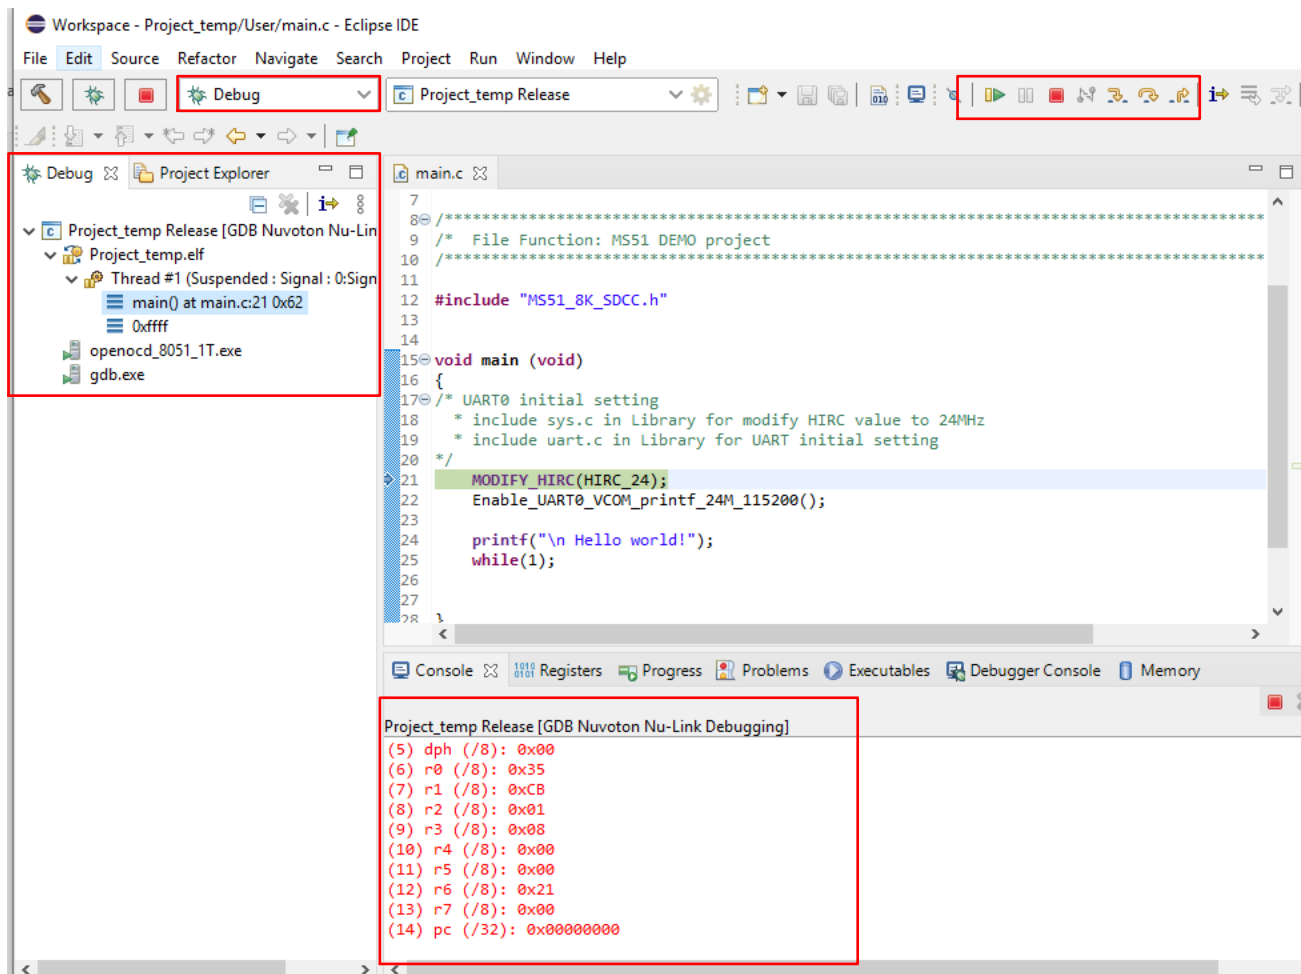 Workspace - Project_temp/User/main.c - Eclipse IDE
File Edit Source Refactor Navigate Search Project Run Window Help
Debug Project_temp Release
Debug Project Explorer
Project_temp Release [GDB Nuvoton Nu-Lin
Project_temp.elf
Thread #1 (Suspended : Signal : 0:Sign
main() at main.c:21 0x62
0xffff
openocd_8051_1T.exe
gdb.exe
main.c
7
8 /****************************************************************************************
9 /*  File Function: MS51 DEMO project
10 /****************************************************************************************
11
12 #include "MS51_8K_SDCC.h"
13
14
15 void main (void)
16 {
17 /* UART0 initial setting
18   * include sys.c in Library for modify HIRC value to 24MHz
19   * include uart.c in Library for UART initial setting
20 */
21     MODIFY_HIRC(HIRC_24);
22     Enable_UART0_VCOM_printf_24M_115200();
23
24     printf("\n Hello world!");
25     while(1);
26
27
28 }
Console Registers Progress Problems Executables Debugger Console Memory
Project_temp Release [GDB Nuvoton Nu-Link Debugging]
(5) dph (/8): 0x00
(6) r0 (/8): 0x35
(7) r1 (/8): 0xCB
(8) r2 (/8): 0x01
(9) r3 (/8): 0x08
(10) r4 (/8): 0x00
(11) r5 (/8): 0x00
(12) r6 (/8): 0x21
(13) r7 (/8): 0x00
(14) pc (/32): 0x00000000